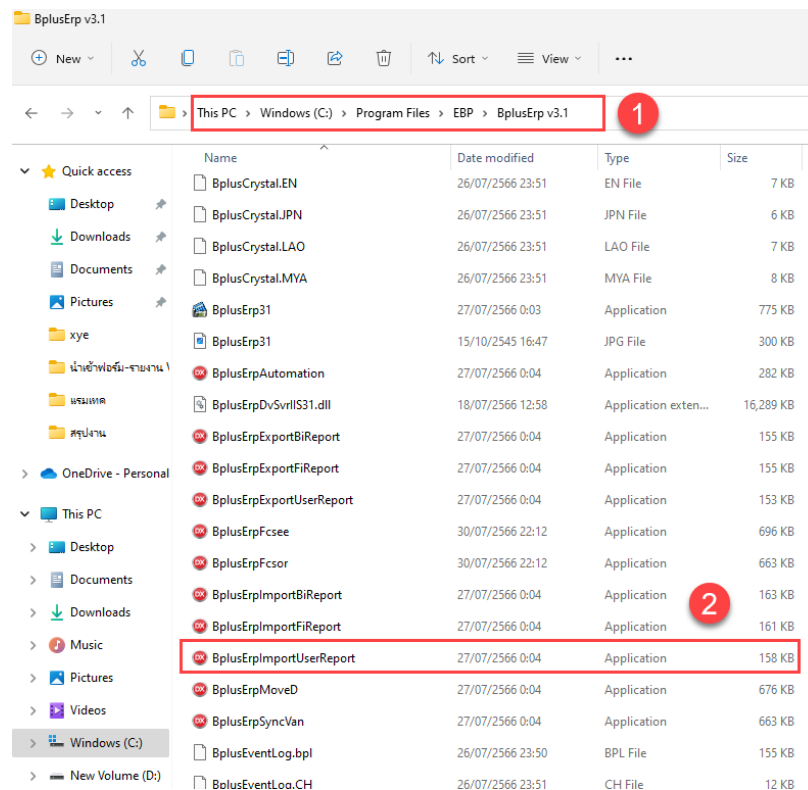 BplusErp v3.1
New Sort View ...
This PC > Windows (C:) > Program Files > EBP > BplusErp v3.1
1
Name Date modified Type Size
Quick access
Desktop
Downloads
Documents
Pictures
xye
นำเข้าฟอร์ม-รายงาน \
แรมเทค
สรุปงาน
OneDrive - Personal
This PC
Desktop
Documents
Downloads
Music
Pictures
Videos
Windows (C:)
New Volume (D:)
BplusCrystal.EN 26/07/2566 23:51 EN File 7 KB
BplusCrystal.JPN 26/07/2566 23:51 JPN File 6 KB
BplusCrystal.LAO 26/07/2566 23:51 LAO File 7 KB
BplusCrystal.MYA 26/07/2566 23:51 MYA File 8 KB
BplusErp31 27/07/2566 0:03 Application 775 KB
BplusErp31 15/10/2545 16:47 JPG File 300 KB
BplusErpAutomation 27/07/2566 0:04 Application 282 KB
BplusErpDvSvrIIS31.dll 18/07/2566 12:58 Application exten... 16,289 KB
BplusErpExportBiReport 27/07/2566 0:04 Application 155 KB
BplusErpExportFiReport 27/07/2566 0:04 Application 155 KB
BplusErpExportUserReport 27/07/2566 0:04 Application 153 KB
BplusErpFcsee 30/07/2566 22:12 Application 696 KB
BplusErpFcsor 30/07/2566 22:12 Application 663 KB
BplusErpImportBiReport 27/07/2566 0:04 Application 163 KB
2
BplusErpImportFiReport 27/07/2566 0:04 Application 161 KB
BplusErpImportUserReport 27/07/2566 0:04 Application 158 KB
BplusErpMoveD 27/07/2566 0:04 Application 676 KB
BplusErpSyncVan 27/07/2566 0:04 Application 663 KB
BplusEventLog.bpl 26/07/2566 23:50 BPL File 155 KB
BplusEventLog.CH 26/07/2566 23:51 CH File 12 KB